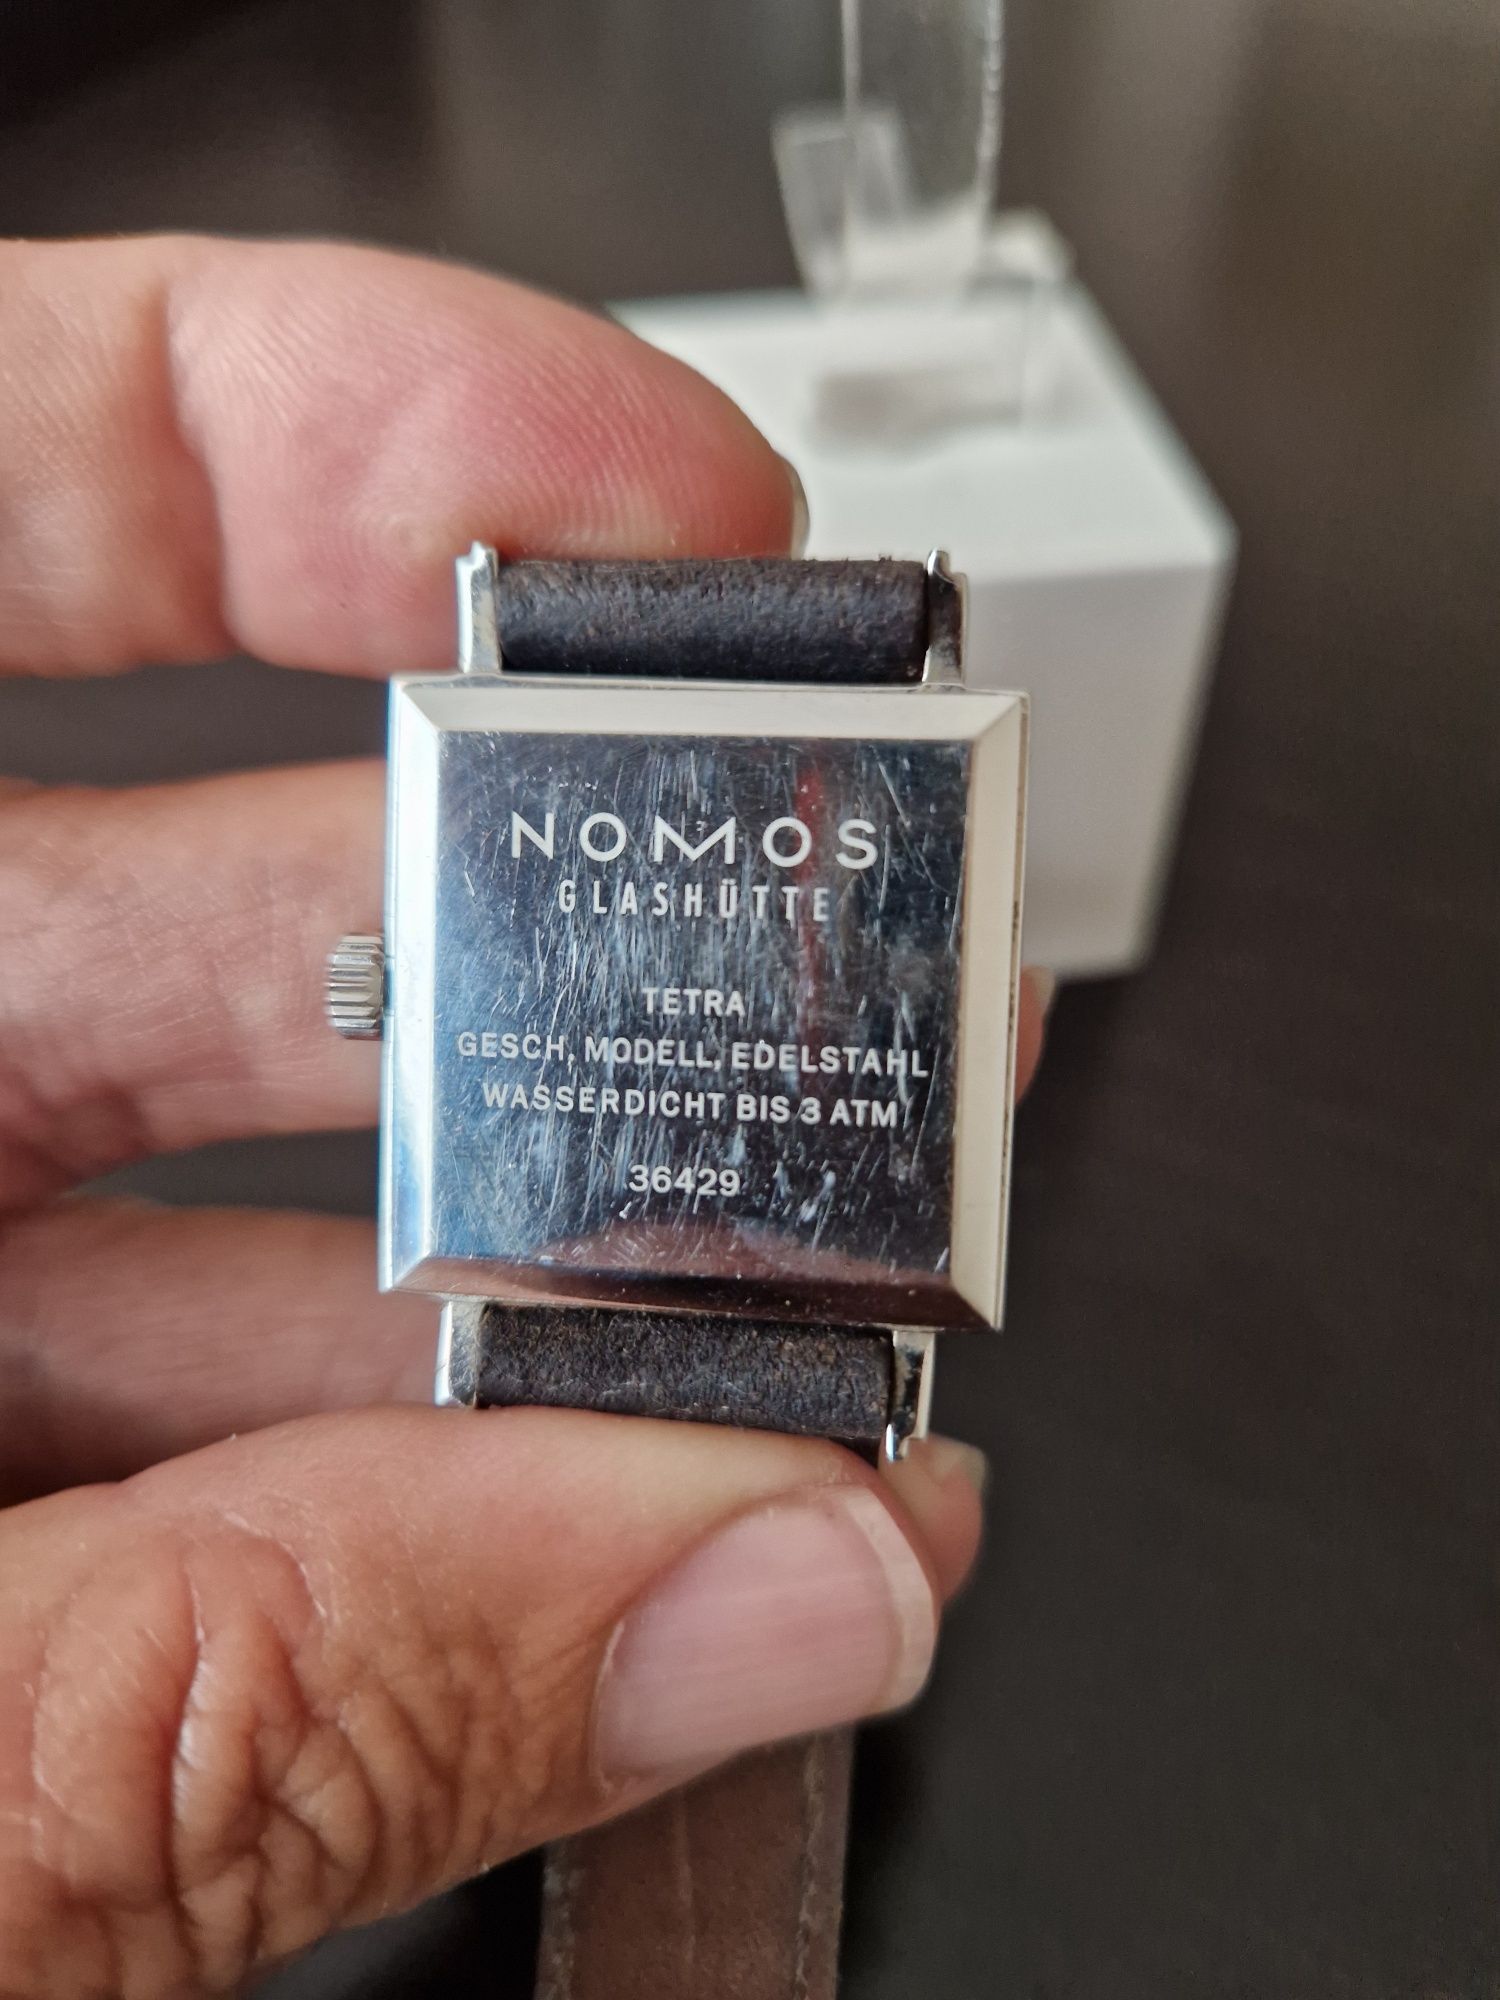 NOMOS
GLASHÜTTE
TETRA
GESCH, MODELL, EDELSTAHL
WASSERDICHT BIS 3 ATM
36429